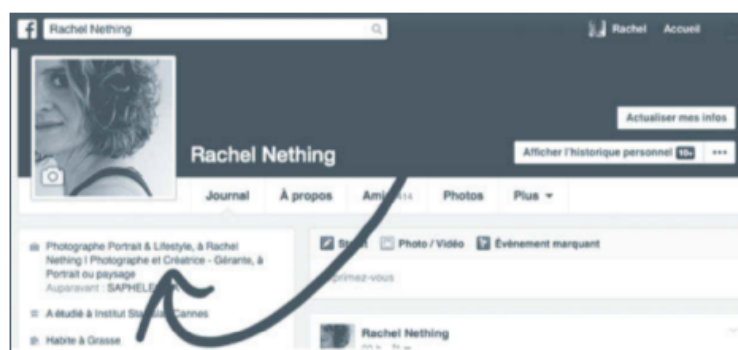 f Rachel Nething
Rachel Accueil
Actualiser mes infos
Rachel Nething
Afficher l'historique personnel 10+ •••
Journal À propos Photos Plus
Photographe Portrait & Lifestyle, à Rachel
Nething I Photographe et Créatrice - Gérante, à
Portrait ou paysage
Auparavant :
Photo / Vidéo Évènement marquant
A étudié à Institut Cannes
Habite à Grasse
Rachel Nething